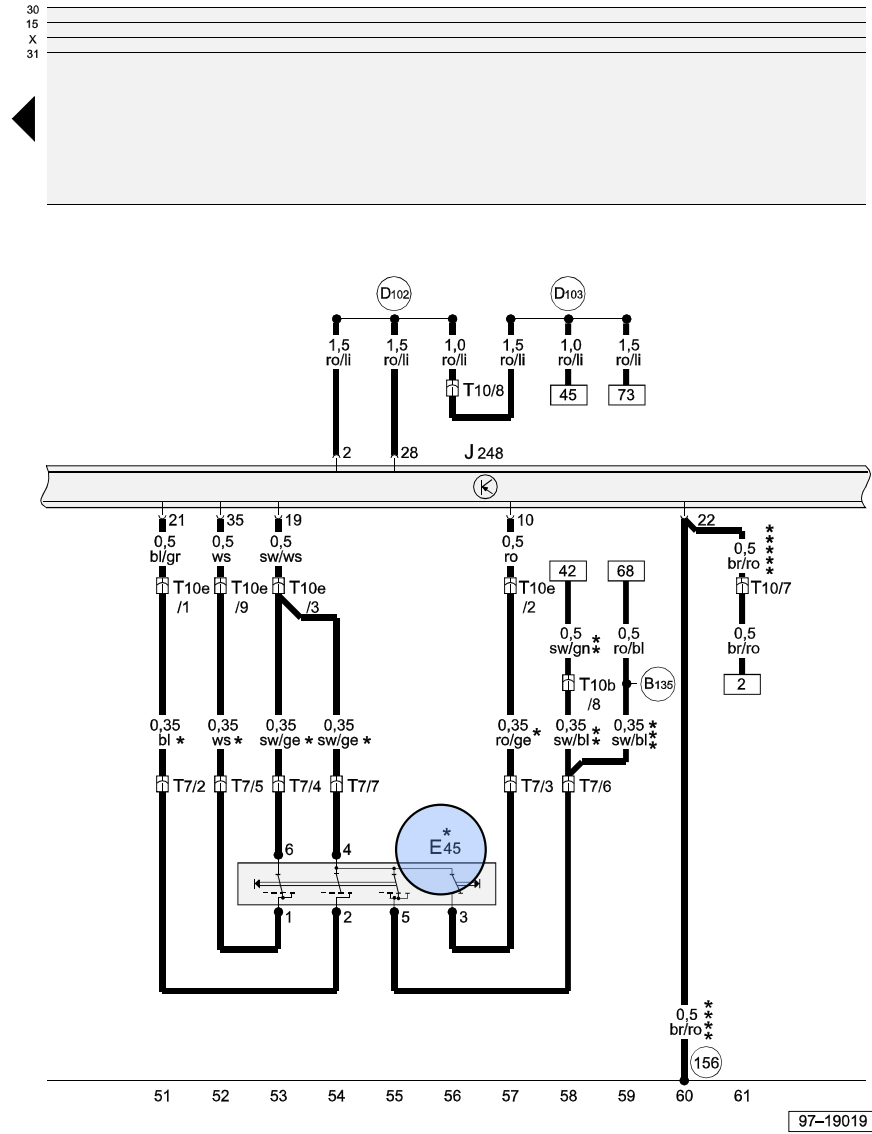 30
15
X
31
D102 D103
1,5 1,5 1,0 1,5 1,0 1,5
ro/li ro/li ro/li ro/li ro/li ro/li
T10/8 45 73
2 28 J 248
21 35 19 10 22
0,5 0,5 0,5 0,5 0,5 *****
bl/gr ws sw/ws ro br/ro
42 68
T10e T10e T10e T10e T10/7
/1 /9 /3 /2
0,5 ** 0,5 0,5
sw/gn ro/bl br/ro
T10b B135 2
/8
0,35 0,35 0,35 0,35 0,35 0,35 0,35
bl * ws * sw/ge * sw/ge * ro/ge * sw/bl ** sw/bl ***
T7/2 T7/5 T7/4 T7/7 T7/3 T7/6
*
6 4 E45
1 2 5 3
0,5 ****
br/ro
156
51 52 53 54 55 56 57 58 59 60 61
97–19019